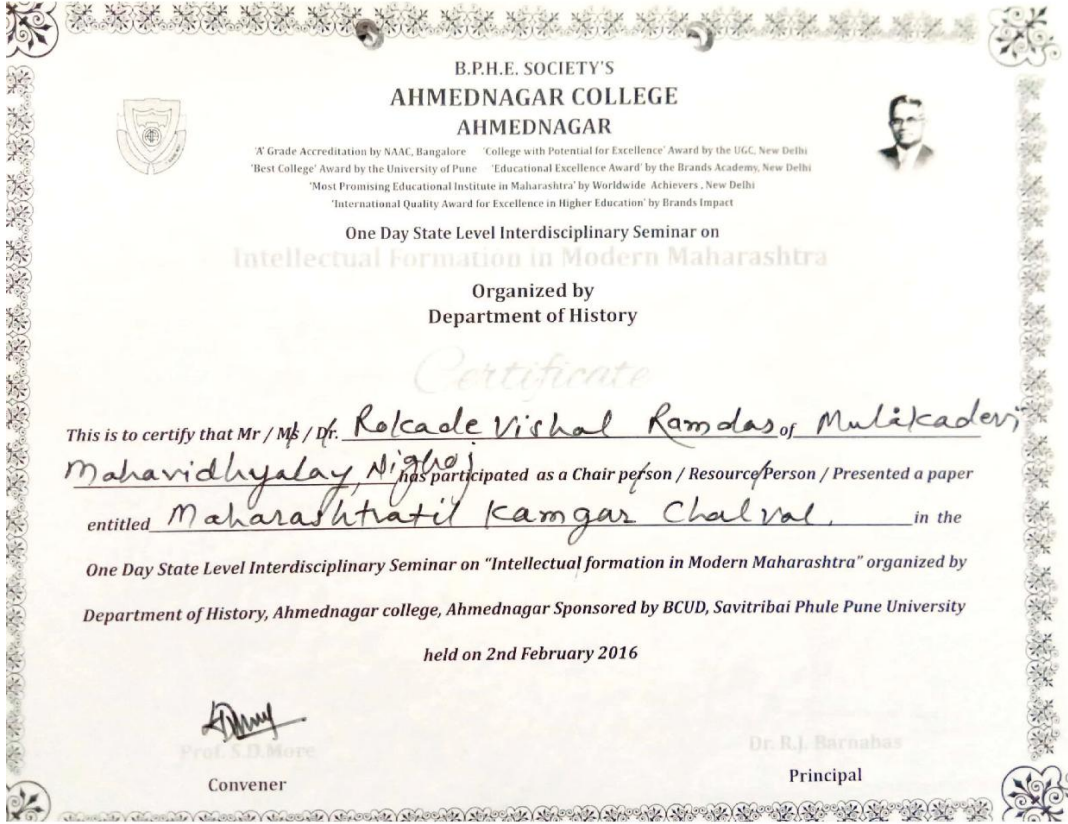 B.P.H.E. SOCIETY'S
AHMEDNAGAR COLLEGE
AHMEDNAGAR
'A' Grade Accreditation by NAAC, Bangalore 'College with Potential for Excellence' Award by the UGC, New Delhi
'Best College' Award by the University of Pune 'Educational Excellence Award' by the Brands Academy, New Delhi
'Most Promising Educational Institute in Maharashtra' by Worldwide Achievers, New Delhi
'International Quality Award for Excellence in Higher Education' by Brands Impact
One Day State Level Interdisciplinary Seminar on
Intellectual Formation in Modern Maharashtra
Organized by
Department of History
Certificate
This is to certify that Mr / Ms / Dr. Rokade Vishal Ramdas of Mulikadevi
Mahavidhyalay, Nighoj has participated as a Chair person / Resource Person / Presented a paper
entitled Maharashtratil Kamgar Chalval. in the
One Day State Level Interdisciplinary Seminar on "Intellectual formation in Modern Maharashtra" organized by
Department of History, Ahmednagar college, Ahmednagar Sponsored by BCUD, Savitribai Phule Pune University
held on 2nd February 2016
Prof. S.D.More Dr. R.J. Barnabas
Convener Principal